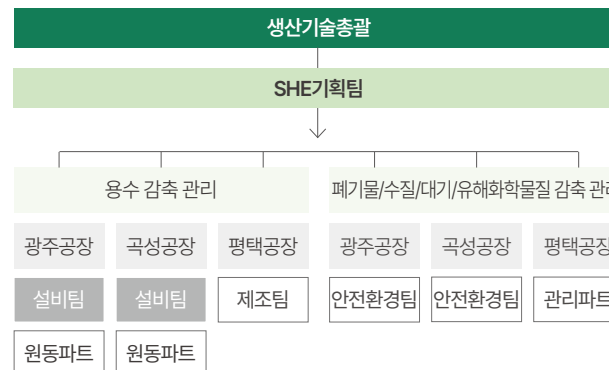 생산기술총괄
SHE기획팀
용수 감축 관리
폐기물/수질/대기/유해화학물질 감축 관리
광주공장 곡성공장 평택공장 광주공장 곡성공장 평택공장
설비팀 설비팀 제조팀 안전환경팀 안전환경팀 관리파트
원동파트 원동파트